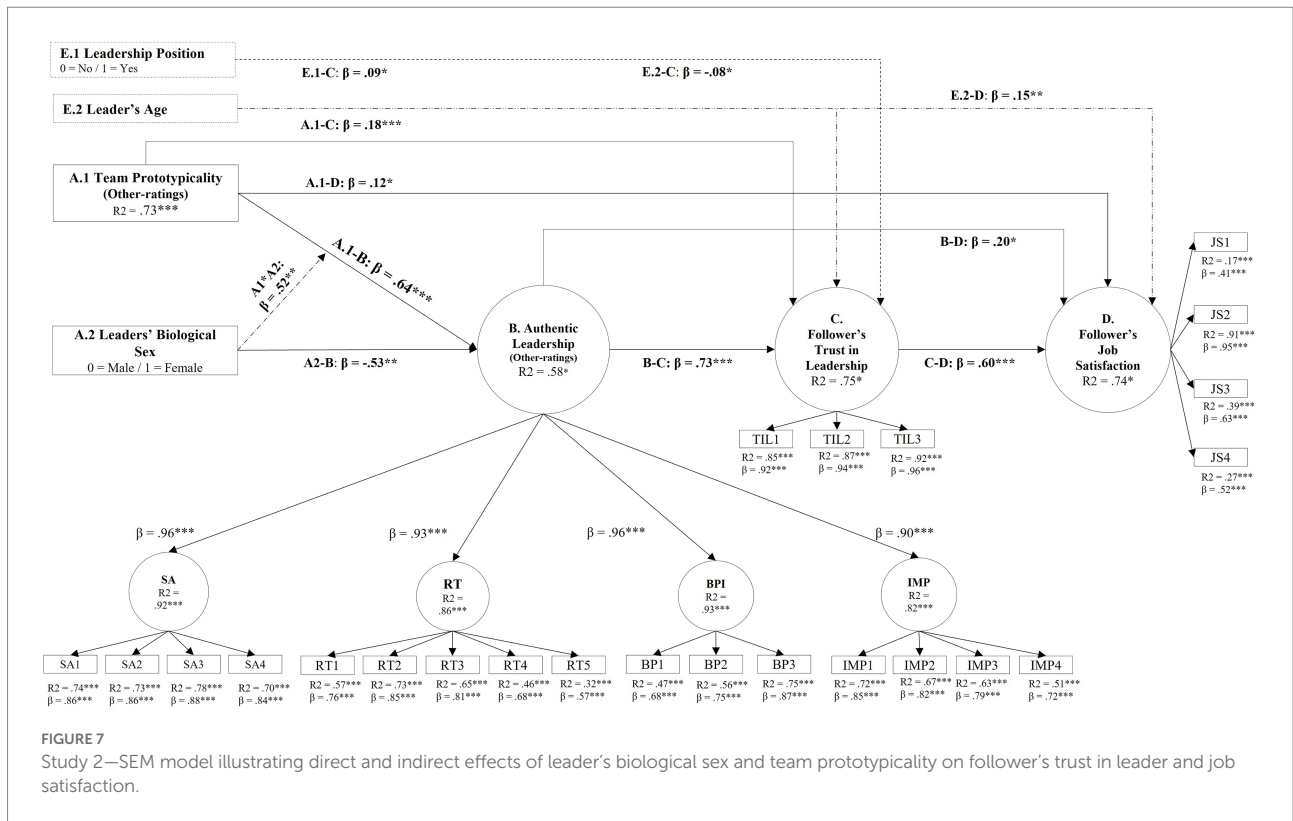 E.1 Leadership Position
0 = No / 1 = Yes
E.1-C: β = .09*
E.2-C: β = -.08*
E.2 Leader's Age
E.2-D: β = .15**
A.1-C: β = .18***
A.1 Team Prototypicality
(Other-ratings)
R2 = .73***
A.1-D: β = .12*
A.1-B: β = .64***
A1*A2:
β = .52**
B-D: β = .20*
A.2 Leaders' Biological
Sex
0 = Male / 1 = Female
A2-B: β = -.53**
B. Authentic
Leadership
(Other-ratings)
R2 = .58*
B-C: β = .73***
C.
Follower's
Trust in
Leadership
R2 = .75*
C-D: β = .60***
D.
Follower's
Job
Satisfaction
R2 = .74*
JS1
R2 = .17***
β = .41***
JS2
R2 = .91***
β = .95***
JS3
R2 = .39***
β = .63***
JS4
R2 = .27***
β = .52***
TIL1
R2 = .85***
β = .92***
TIL2
R2 = .87***
β = .94***
TIL3
R2 = .92***
β = .96***
β = .96***
β = .93***
β = .96***
β = .90***
SA
R2 =
.92***
RT
R2 =
.86***
BPI
R2 =
.93***
IMP
R2 =
.82***
SA1
R2 = .74***
β = .86***
SA2
R2 = .73***
β = .86***
SA3
R2 = .78***
β = .88***
SA4
R2 = .70***
β = .84***
RT1
R2 = .57***
β = .76***
RT2
R2 = .73***
β = .85***
RT3
R2 = .65***
β = .81***
RT4
R2 = .46***
β = .68***
RT5
R2 = .32***
β = .57***
BP1
R2 = .47***
β = .68***
BP2
R2 = .56***
β = .75***
BP3
R2 = .75***
β = .87***
IMP1
R2 = .72***
β = .85***
IMP2
R2 = .67***
β = .82***
IMP3
R2 = .63***
β = .79***
IMP4
R2 = .51***
β = .72***
FIGURE 7
Study 2—SEM model illustrating direct and indirect effects of leader's biological sex and team prototypicality on follower's trust in leader and job
satisfaction.